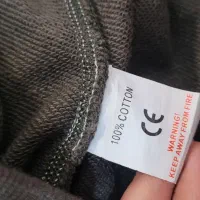 100% COTTON
CE
WARNING!
KEEP AWAY FROM FIRE